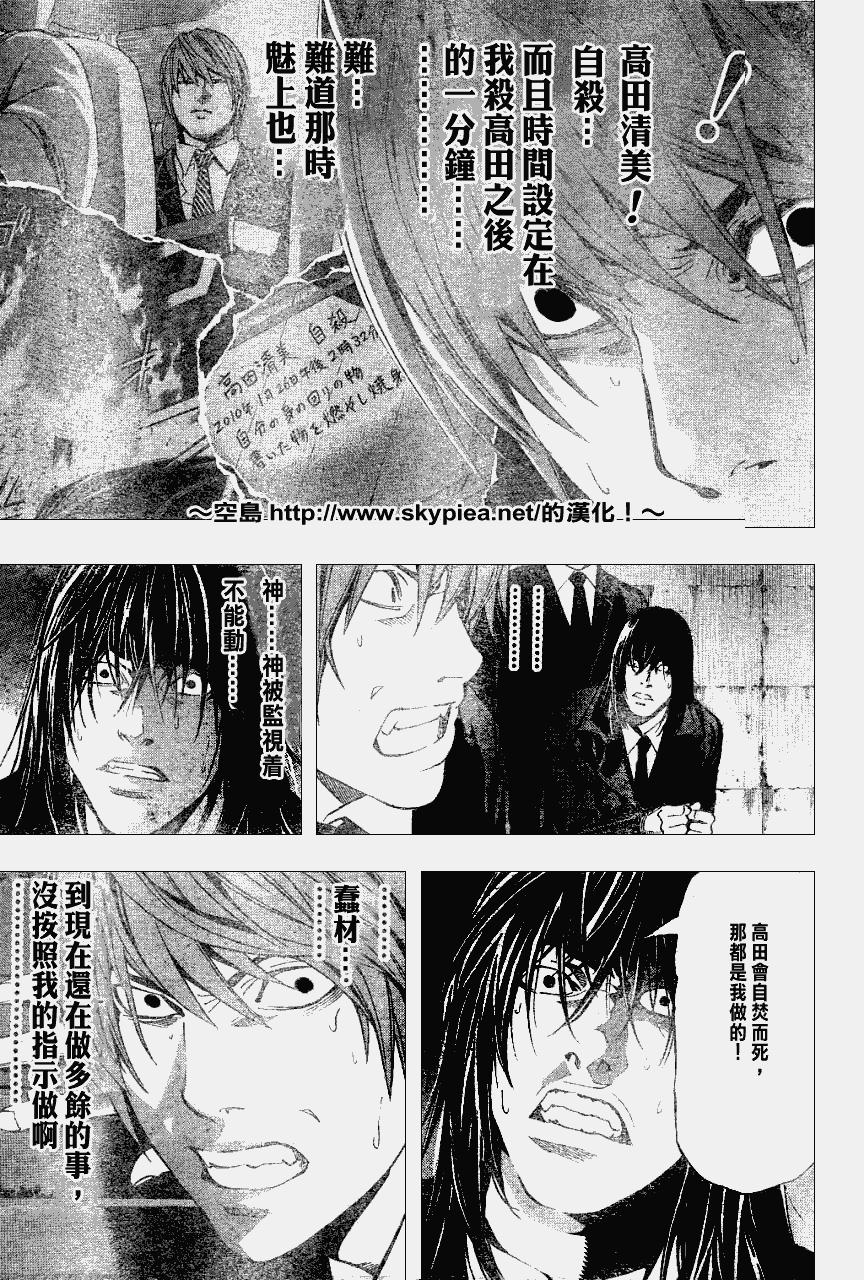 高田清美！
自殺…
而且時間設定在
我殺高田之後
的一分鐘………
………………
難…
難道那時
魅上也…
高田清美 自殺
2010年1月26日午後2時32分
自分の身の回りの物
書いた物を燃やし焼身
～空島 http://www.skypiea.net/的漢化！～
…………
…………
神……神被監視着
不能動……
高田會自焚而死，
那都是我做的！
…………
蠢材……
…………
到現在還在做多餘的事，
沒按照我的指示做啊
………………………